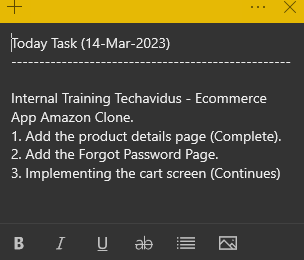 Today Task (14-Mar-2023)
--------------------------------------------------
Internal Training Techavidus - Ecommerce
App Amazon Clone.
1. Add the product details page (Complete).
2. Add the Forgot Password Page.
3. Implementing the cart screen (Continues)
B I U ab